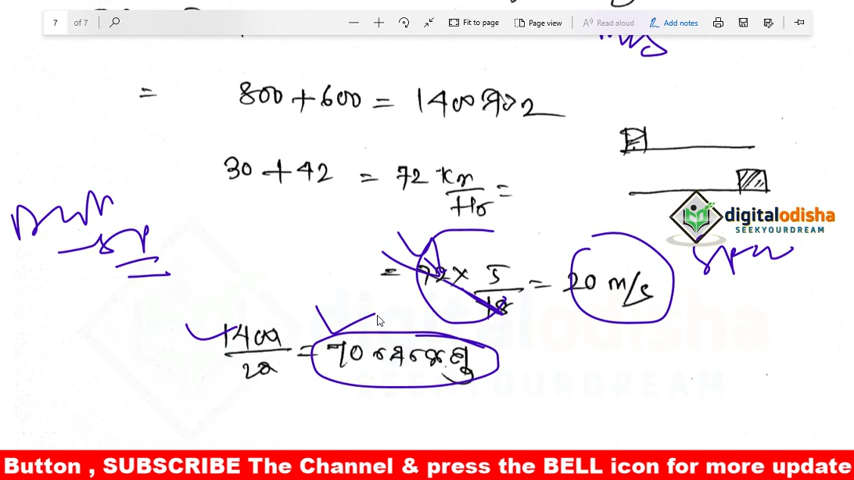 7 of 7 Fit to page Page view Read aloud Add notes
m/s
= 800 + 600 = 1400
30 + 42 = 72 Km/Hr =
digitalodisha
SEEKYOURDREAM
= 72 × 5/18 = 20 m/s
1400/20 = 70 ସେକେଣ୍ଡ
Button , SUBSCRIBE The Channel & press the BELL icon for more update